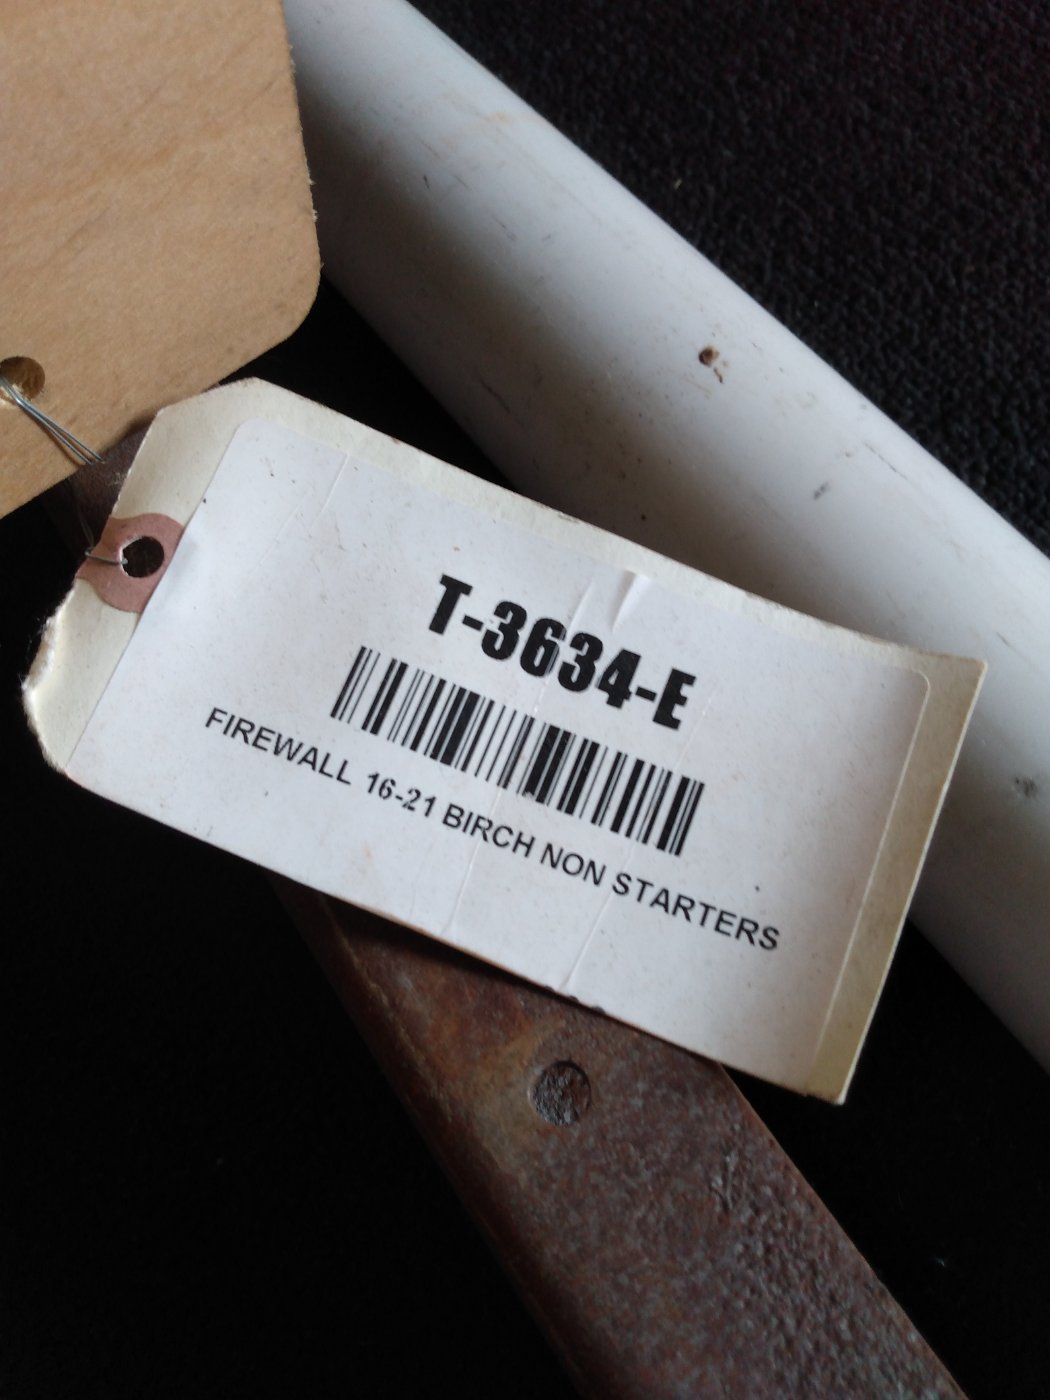 T-3634-E
FIREWALL 16-21 BIRCH NON STARTERS